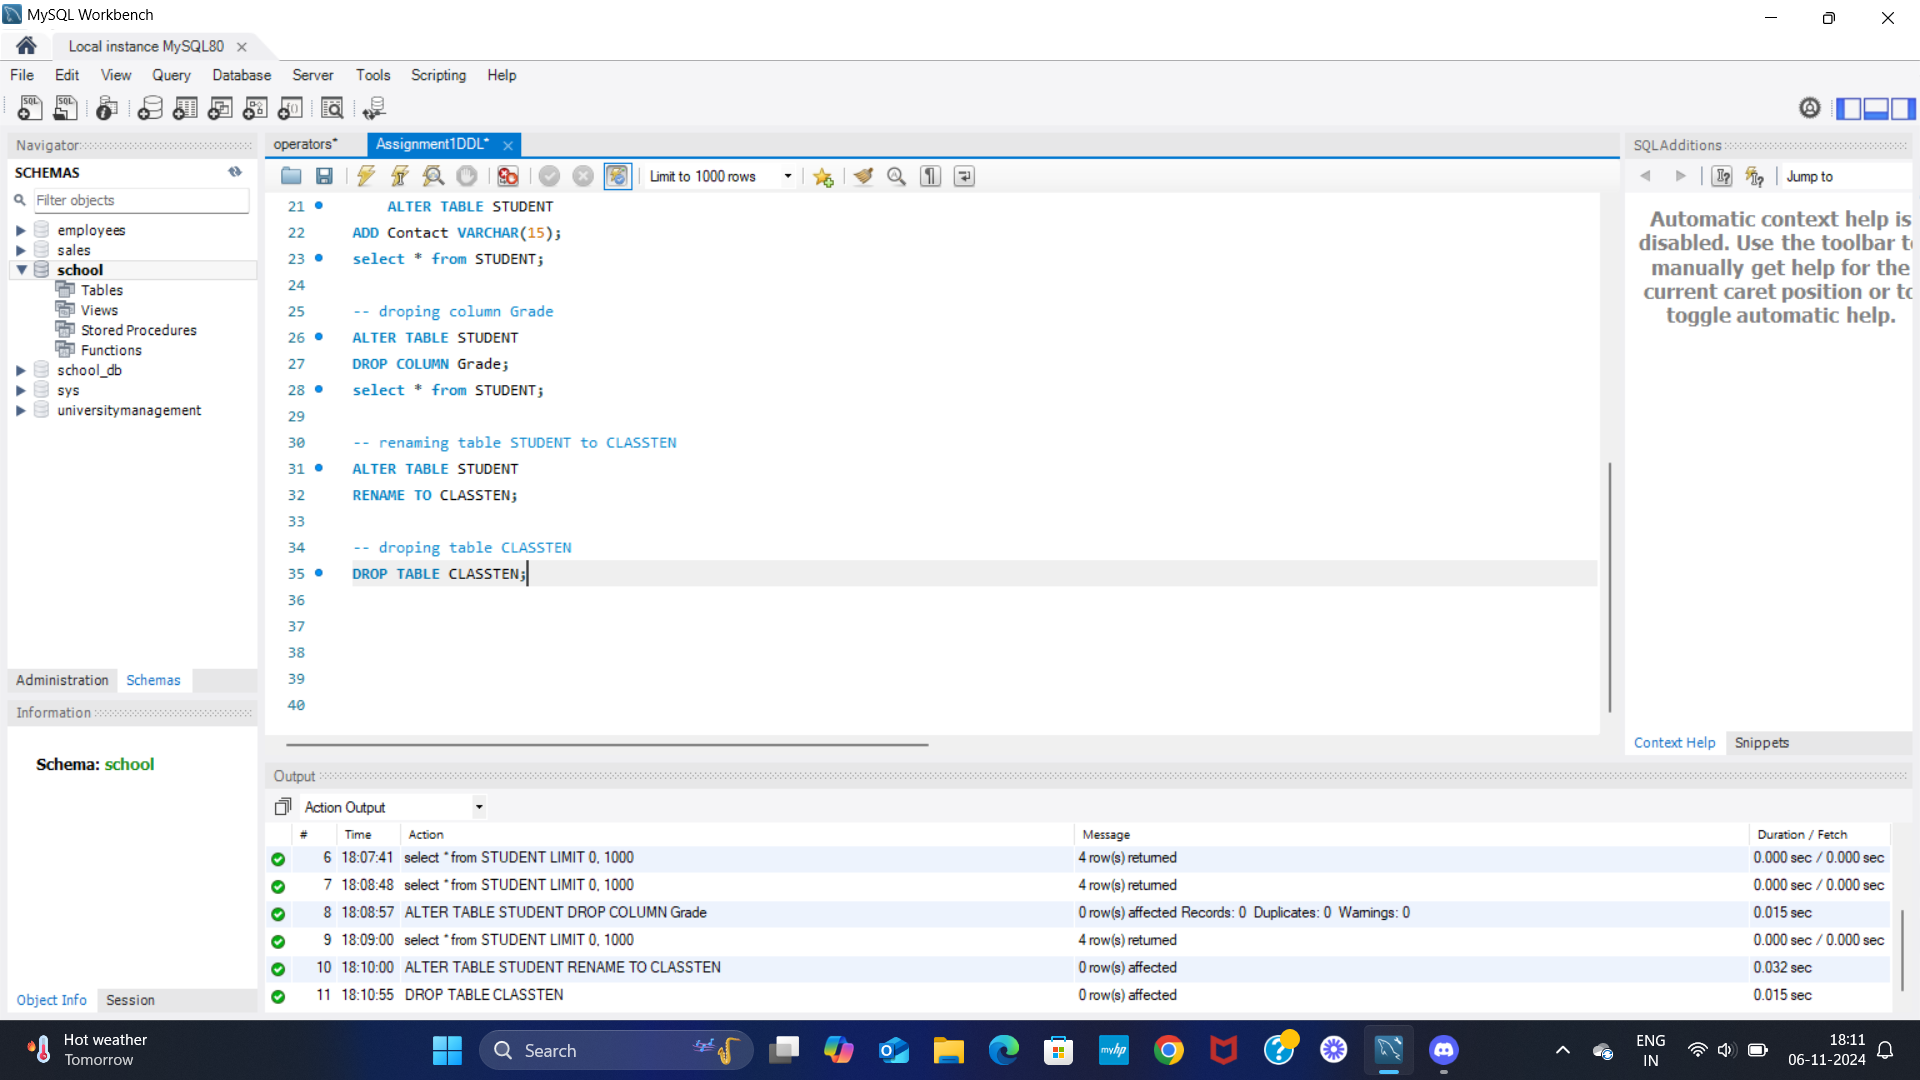 MySQL Workbench
Local instance MySQL80
File Edit View Query Database Server Tools Scripting Help
Navigator
SCHEMAS
Filter objects
employees
sales
school
Tables
Views
Stored Procedures
Functions
school_db
sys
universitymanagement
Administration Schemas
Information
Schema: school
Object Info Session
operators* Assignment1DDL*
Limit to 1000 rows
21 ALTER TABLE STUDENT
22 ADD Contact VARCHAR(15);
23 select * from STUDENT;
24
25 -- droping column Grade
26 ALTER TABLE STUDENT
27 DROP COLUMN Grade;
28 select * from STUDENT;
29
30 -- renaming table STUDENT to CLASSTEN
31 ALTER TABLE STUDENT
32 RENAME TO CLASSTEN;
33
34 -- droping table CLASSTEN
35 DROP TABLE CLASSTEN;
36
37
38
39
40
SQLAdditions
Jump to
Automatic context help is
disabled. Use the toolbar t
manually get help for the
current caret position or to
toggle automatic help.
Context Help Snippets
Output
Action Output
# Time Action Message Duration / Fetch
6 18:07:41 select * from STUDENT LIMIT 0, 1000 4 row(s) returned 0.000 sec / 0.000 sec
7 18:08:48 select * from STUDENT LIMIT 0, 1000 4 row(s) returned 0.000 sec / 0.000 sec
8 18:08:57 ALTER TABLE STUDENT DROP COLUMN Grade 0 row(s) affected Records: 0 Duplicates: 0 Warnings: 0 0.015 sec
9 18:09:00 select * from STUDENT LIMIT 0, 1000 4 row(s) returned 0.000 sec / 0.000 sec
10 18:10:00 ALTER TABLE STUDENT RENAME TO CLASSTEN 0 row(s) affected 0.032 sec
11 18:10:55 DROP TABLE CLASSTEN 0 row(s) affected 0.015 sec
Hot weather
Tomorrow
Search
myhp
ENG
IN
18:11
06-11-2024